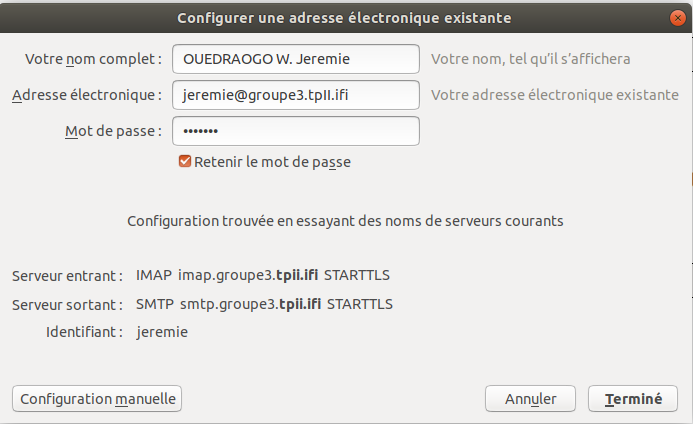 Configurer une adresse électronique existante
Votre nom complet : OUEDRAOGO W. Jeremie Votre nom, tel qu'il s'affichera
Adresse électronique : jeremie@groupe3.tpII.ifi Votre adresse électronique existante
Mot de passe : •••••••
Retenir le mot de passe
Configuration trouvée en essayant des noms de serveurs courants
Serveur entrant : IMAP imap.groupe3.tpii.ifi STARTTLS
Serveur sortant : SMTP smtp.groupe3.tpii.ifi STARTTLS
Identifiant : jeremie
Configuration manuelle Annuler Terminé